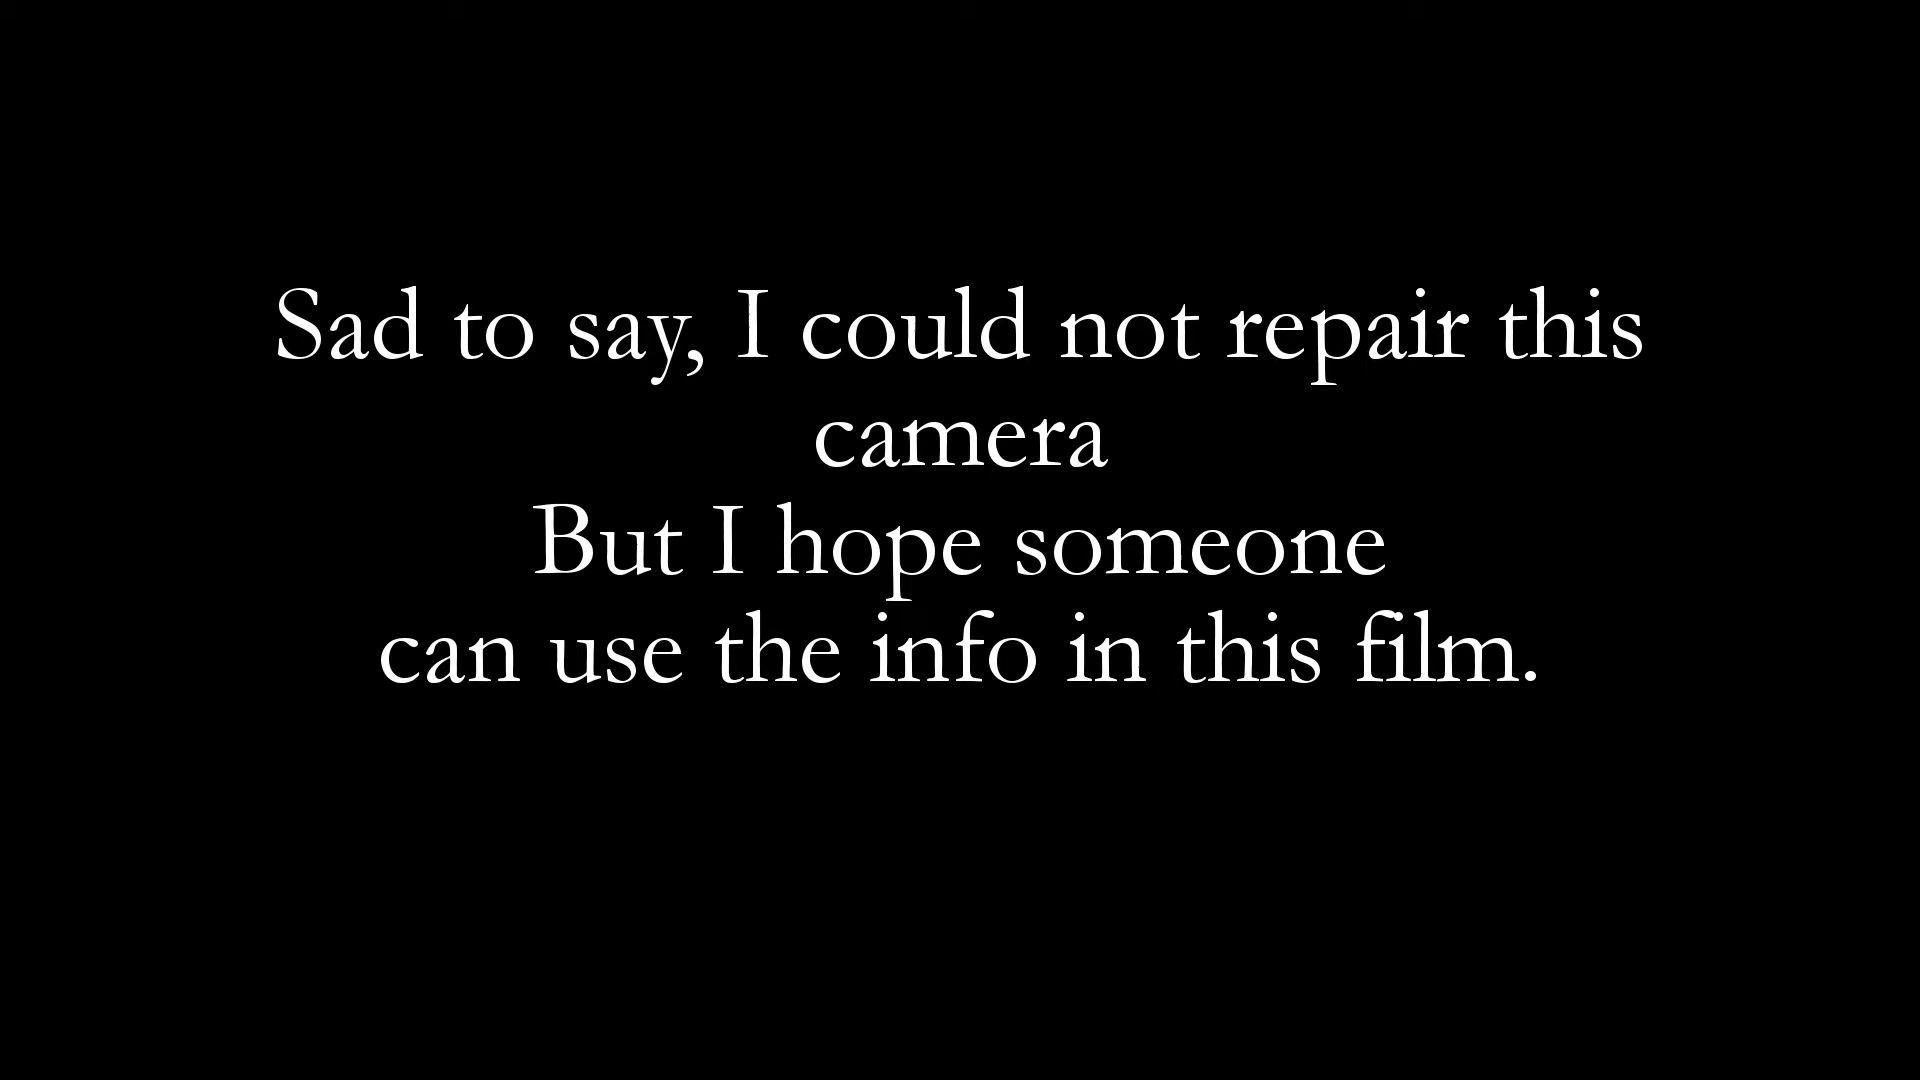 Sad to say, I could not repair this
camera
But I hope someone
can use the info in this film.